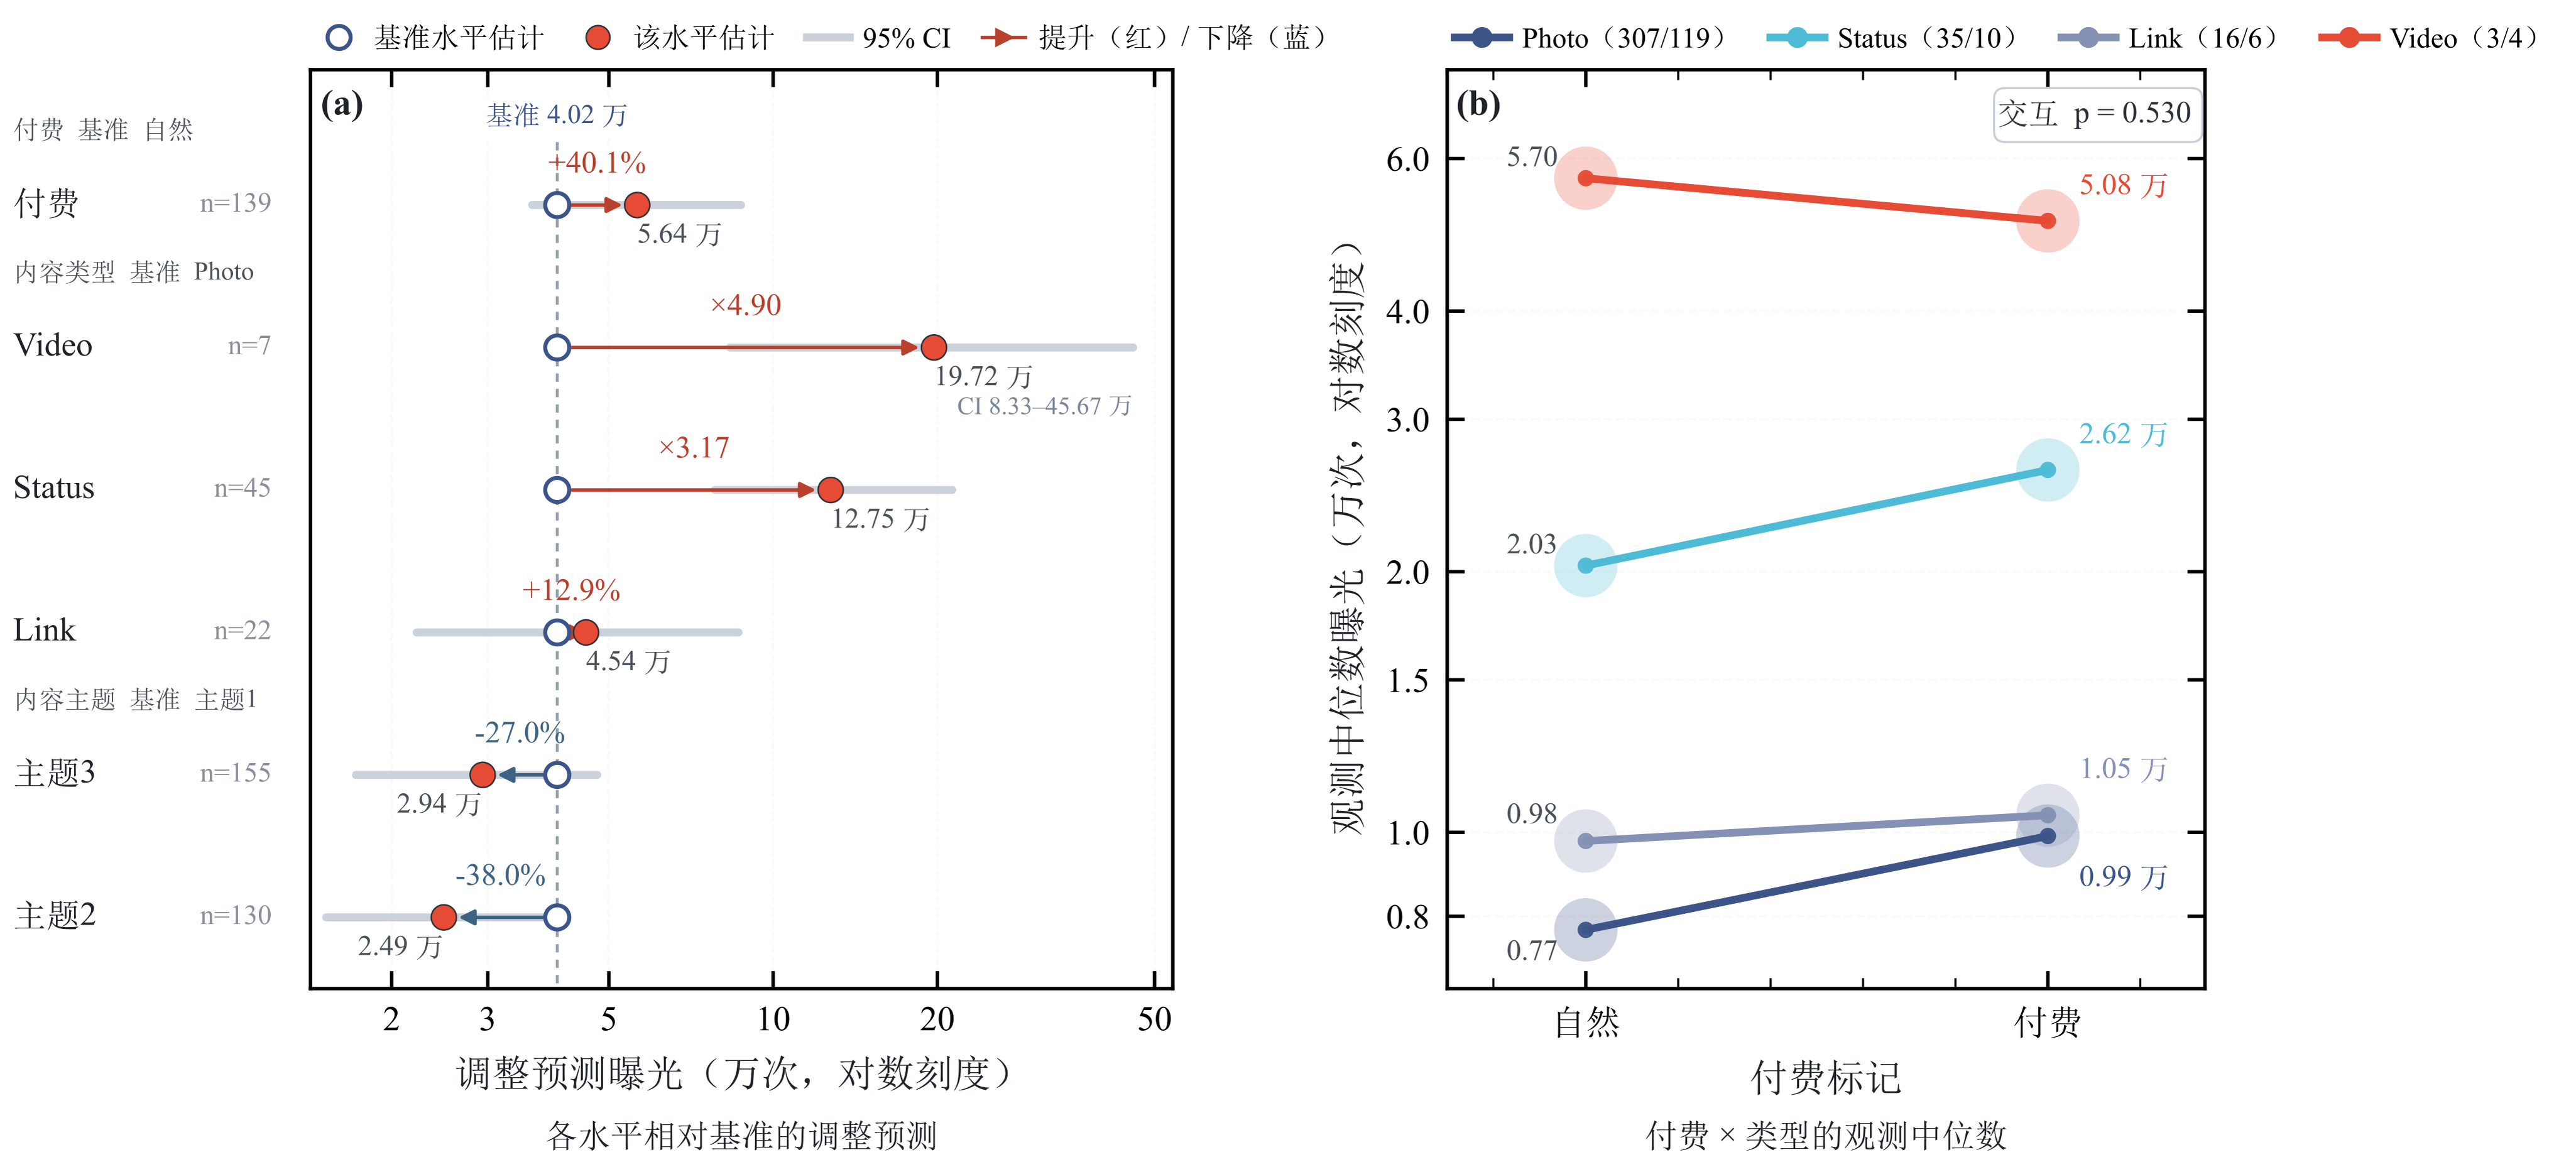 基准水平估计 该水平估计 95% CI 提升（红）/ 下降（蓝）
(a)
基准 4.02 万
付费 基准 自然
+40.1%
付费 n=139
5.64 万
内容类型 基准 Photo
×4.90
Video n=7
19.72 万
CI 8.33–45.67 万
×3.17
Status n=45
12.75 万
+12.9%
Link n=22
4.54 万
内容主题 基准 主题1
-27.0%
主题3 n=155
2.94 万
-38.0%
主题2 n=130
2.49 万
2 3 5 10 20 50
调整预测曝光（万次，对数刻度）
各水平相对基准的调整预测
Photo（307/119） Status（35/10） Link（16/6） Video（3/4）
(b)
交互 p = 0.530
观测中位数曝光（万次，对数刻度）
6.0
4.0
3.0
2.0
1.5
1.0
0.8
5.70
5.08 万
2.62 万
2.03
1.05 万
0.98
0.99 万
0.77
自然 付费
付费标记
付费 × 类型的观测中位数